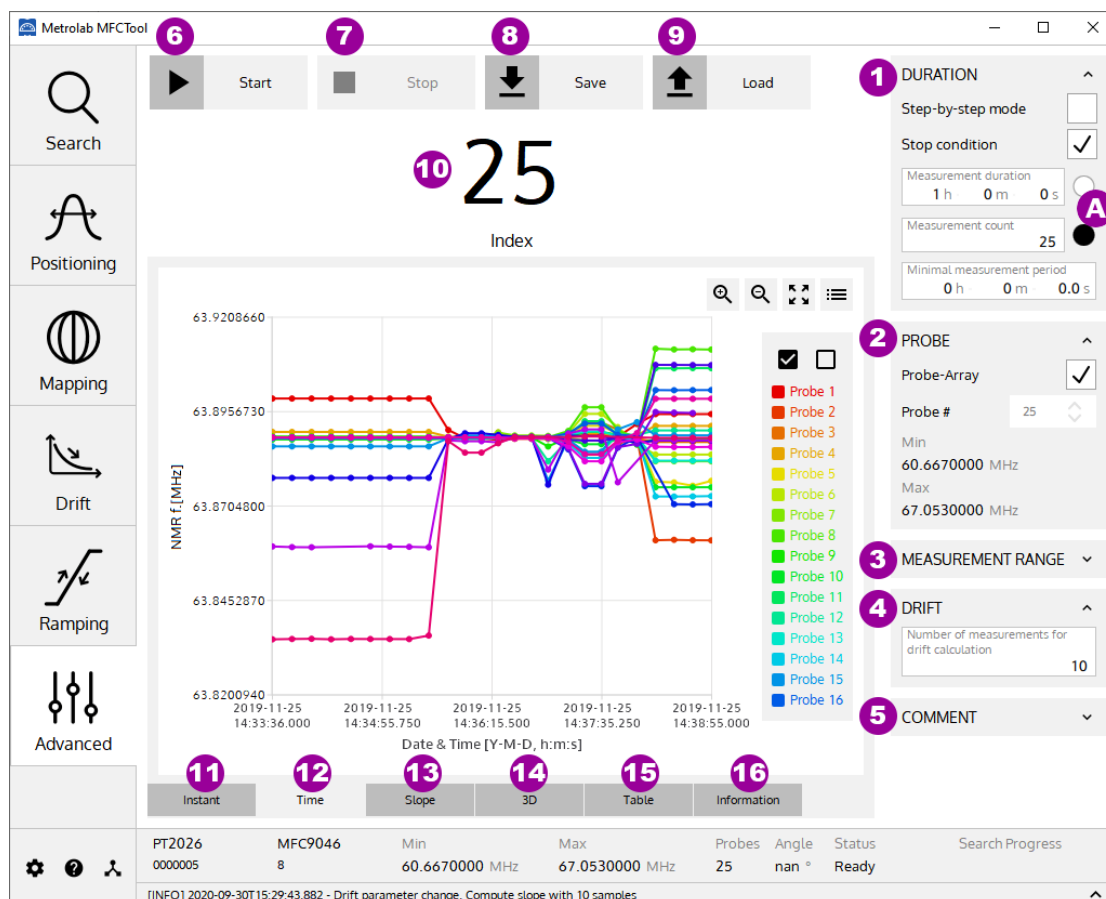 Metrolab MFCTool
6
7
8
9
Start
Stop
Save
Load
Search
Positioning
Mapping
Drift
Ramping
Advanced
10
25
Index
NMR f.[MHz]
63.9208660
63.8956730
63.8704800
63.8452870
63.8200940
2019-11-25 2019-11-25 2019-11-25 2019-11-25 2019-11-25
14:33:36.000 14:34:55.750 14:36:15.500 14:37:35.250 14:38:55.000
Date & Time [Y-M-D, h:m:s]
Probe 1
Probe 2
Probe 3
Probe 4
Probe 5
Probe 6
Probe 7
Probe 8
Probe 9
Probe 10
Probe 11
Probe 12
Probe 13
Probe 14
Probe 15
Probe 16
11
12
13
14
15
16
Instant
Time
Slope
3D
Table
Information
1
DURATION
Step-by-step mode
Stop condition
Measurement duration
1 h 0 m 0 s
A
Measurement count
25
Minimal measurement period
0 h 0 m 0.0 s
2
PROBE
Probe-Array
Probe # 25
Min
60.6670000 MHz
Max
67.0530000 MHz
3
MEASUREMENT RANGE
4
DRIFT
Number of measurements for
drift calculation
10
5
COMMENT
PT2026 MFC9046 Min Max Probes Angle Status Search Progress
0000005 8 60.6670000 MHz 67.0530000 MHz 25 nan ° Ready
[INFO] 2020-09-30T15:29:43.882 - Drift parameter change. Compute slope with 10 samples